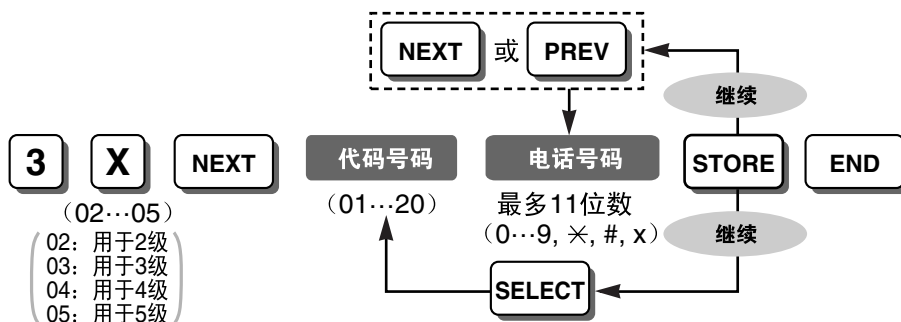 NEXT 或 PREV
继续
3 X NEXT 代码号码 电话号码 STORE END
(02…05) (01…20) 最多11位数
(0…9, ✕, #, x) 继续
02：用于2级
03：用于3级
04：用于4级
05：用于5级
SELECT